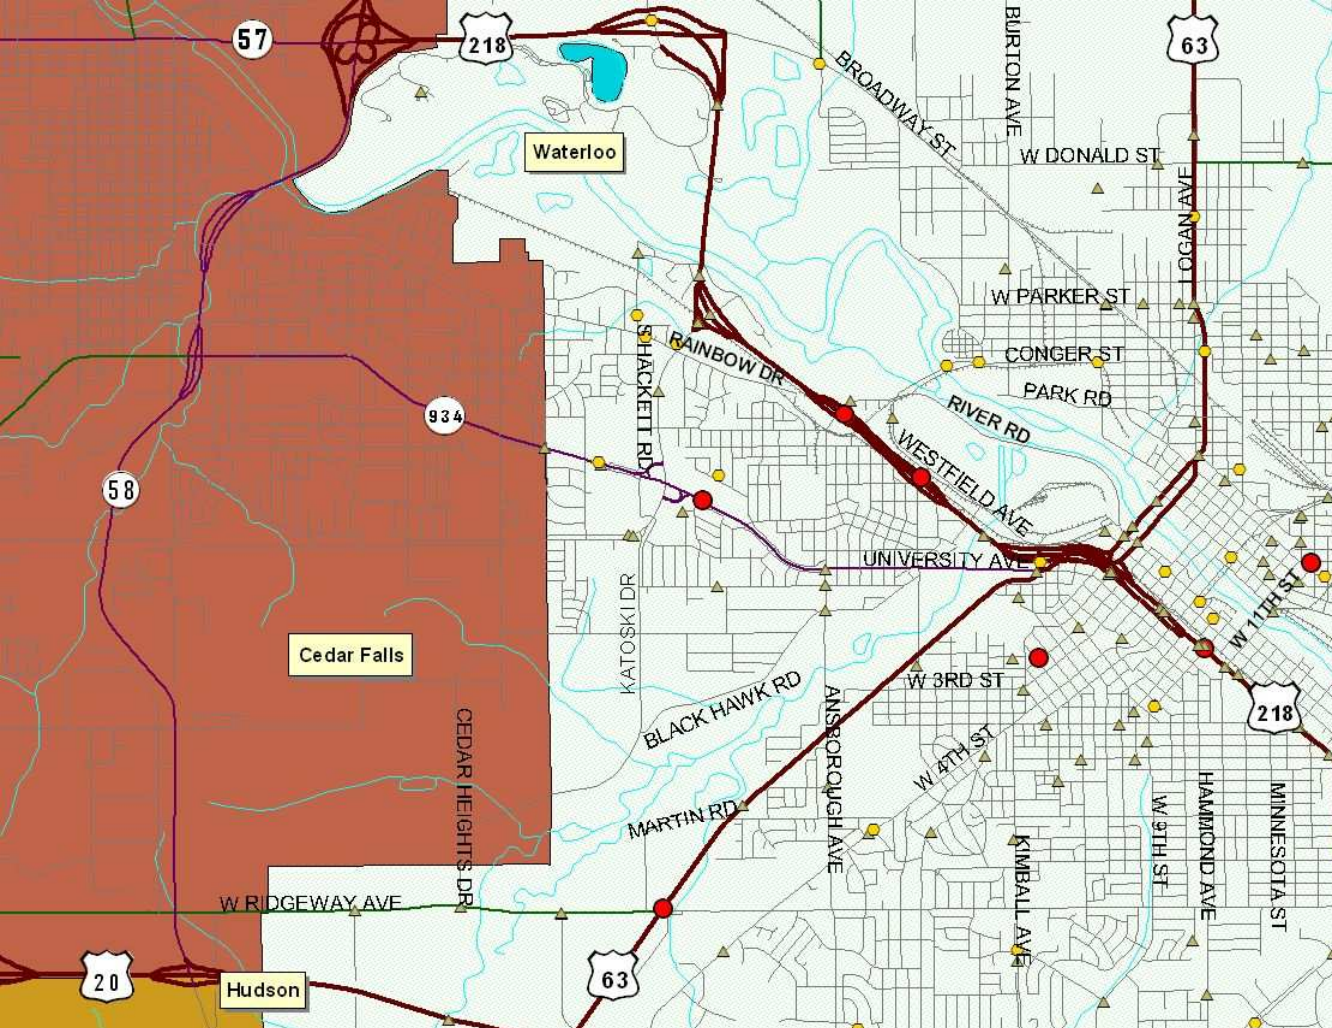 57
218
63
BURTON AVE
BROADWAY ST
Waterloo
W DONALD ST
LOGAN AVE
W PARKER ST
S HACKETT RD
RAINBOW DR
CONGER ST
PARK RD
934
RIVER RD
WESTFIELD AVE
58
UNIVERSITY AVE
W 11TH ST
KATOSKI DR
Cedar Falls
W 3RD ST
BLACK HAWK RD
218
ANSBOROUGH AVE
CEDAR HEIGHTS DR
W 4TH ST
MARTIN RD
W 9TH ST
HAMMOND AVE
MINNESOTA ST
KIMBALL AVE
W RIDGEWAY AVE
20
Hudson
63